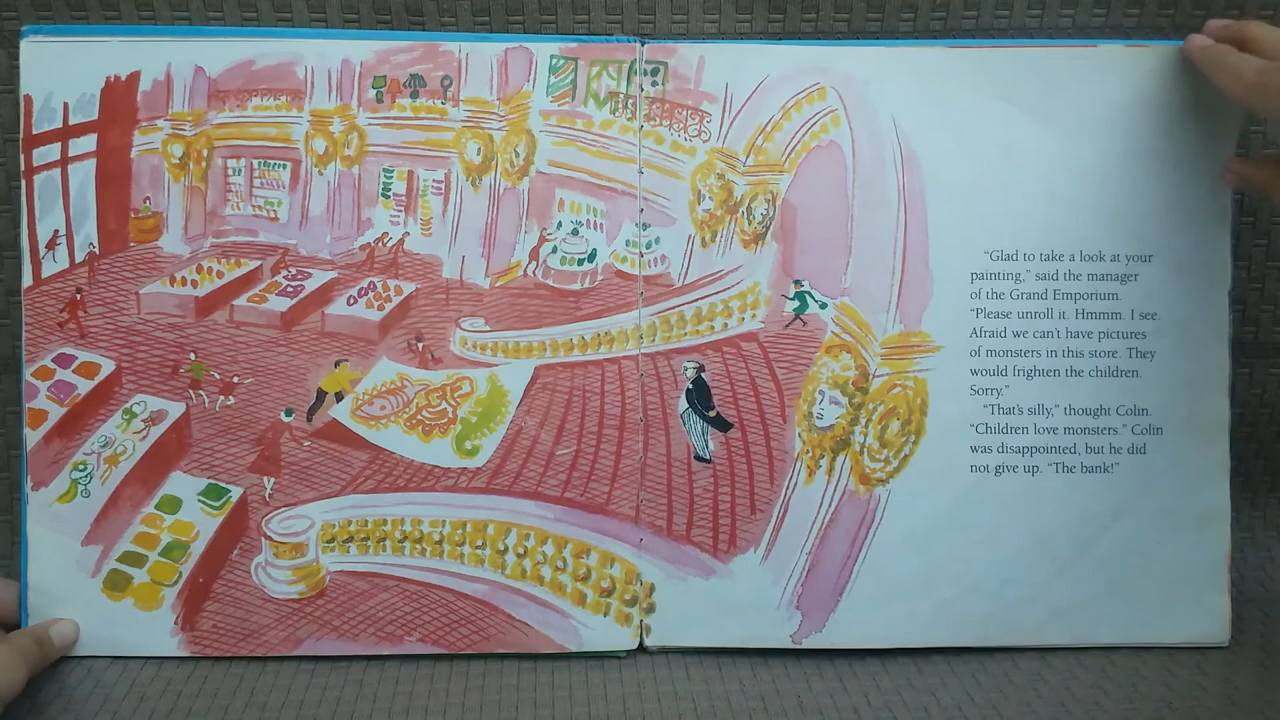 “Glad to take a look at your
painting,” said the manager
of the Grand Emporium.
“Please unroll it. Hmmm. I see.
Afraid we can’t have pictures
of monsters in this store. They
would frighten the children.
Sorry.”
“That’s silly,” thought Colin.
“Children love monsters.” Colin
was disappointed, but he did
not give up. “The bank!”